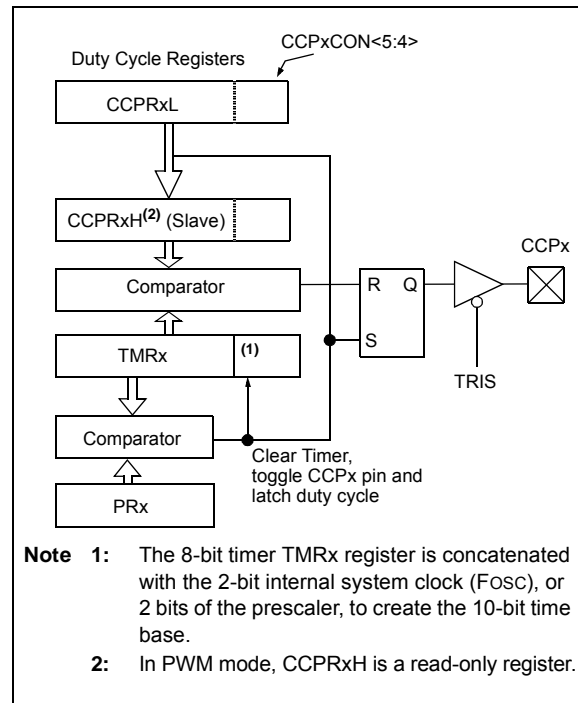 CCPxCON<5:4>
Duty Cycle Registers
CCPRxL
CCPRxH(2) (Slave)
CCPx
Comparator
R Q
TMRx (1)
S
TRIS
Comparator
Clear Timer,
toggle CCPx pin and
latch duty cycle
PRx
Note 1: The 8-bit timer TMRx register is concatenated
with the 2-bit internal system clock (FOSC), or
2 bits of the prescaler, to create the 10-bit time
base.
2: In PWM mode, CCPRxH is a read-only register.